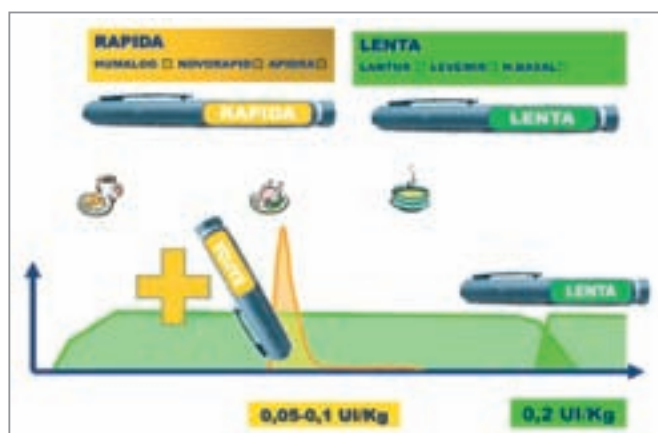 RAPIDA
HUMALOG □ NOVORAPID □ APIDRA □
LENTA
LANTUS □ LEVEMIR □ N.BASAL □
RAPIDA
LENTA
LENTA
0,05-0,1 UI/Kg
0,2 UI/Kg